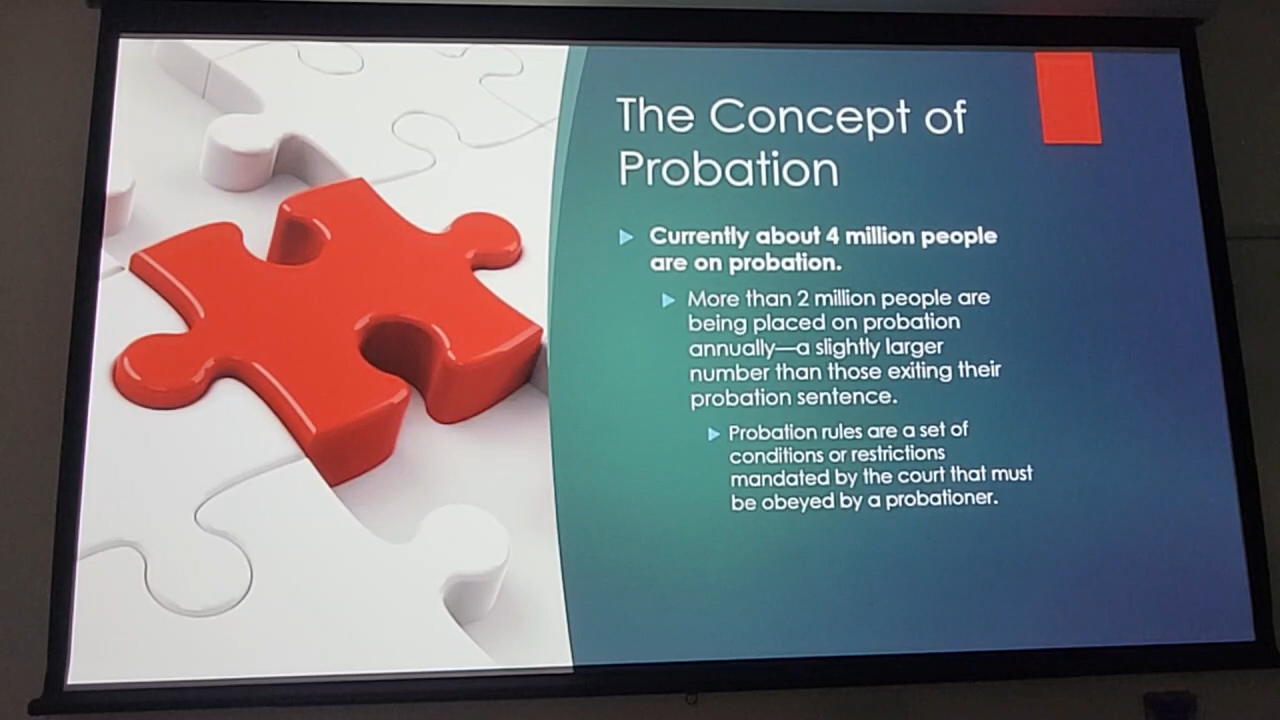 The Concept of
Probation
Currently about 4 million people
are on probation.
More than 2 million people are
being placed on probation
annually—a slightly larger
number than those exiting their
probation sentence.
Probation rules are a set of
conditions or restrictions
mandated by the court that must
be obeyed by a probationer.